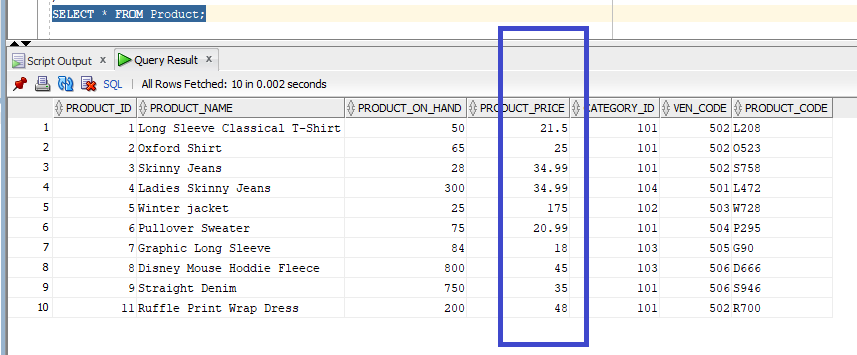 SELECT * FROM Product;
Script Output x Query Result x
SQL | All Rows Fetched: 10 in 0.002 seconds
PRODUCT_ID PRODUCT_NAME PRODUCT_ON_HAND PRODUCT_PRICE CATEGORY_ID VEN_CODE PRODUCT_CODE
1 1 Long Sleeve Classical T-Shirt 50 21.5 101 502 L208
2 2 Oxford Shirt 65 25 101 502 O523
3 3 Skinny Jeans 28 34.99 101 502 S758
4 4 Ladies Skinny Jeans 300 34.99 104 501 L472
5 5 Winter jacket 25 175 102 503 W728
6 6 Pullover Sweater 75 20.99 101 504 P295
7 7 Graphic Long Sleeve 84 18 103 505 G90
8 8 Disney Mouse Hoddie Fleece 800 45 103 506 D666
9 9 Straight Denim 750 35 101 506 S946
10 11 Ruffle Print Wrap Dress 200 48 101 502 R700